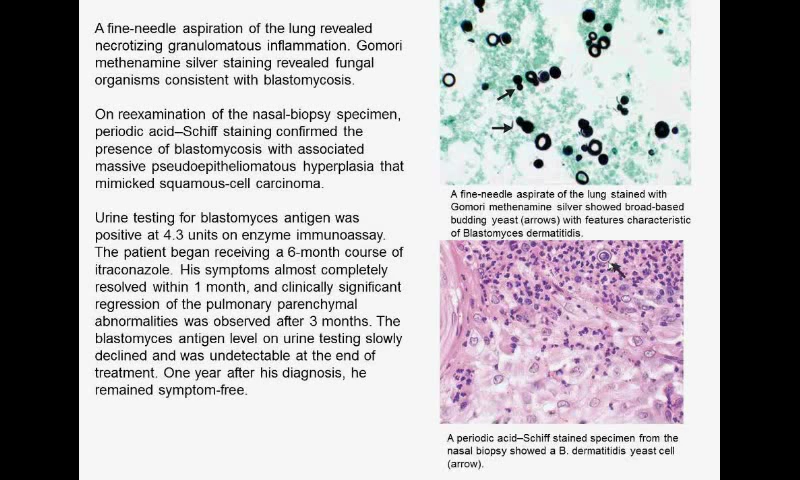 A fine-needle aspiration of the lung revealed
necrotizing granulomatous inflammation. Gomori
methenamine silver staining revealed fungal
organisms consistent with blastomycosis.
On reexamination of the nasal-biopsy specimen,
periodic acid–Schiff staining confirmed the
presence of blastomycosis with associated
massive pseudoepitheliomatous hyperplasia that
mimicked squamous-cell carcinoma.
Urine testing for blastomyces antigen was
positive at 4.3 units on enzyme immunoassay.
The patient began receiving a 6-month course of
itraconazole. His symptoms almost completely
resolved within 1 month, and clinically significant
regression of the pulmonary parenchymal
abnormalities was observed after 3 months. The
blastomyces antigen level on urine testing slowly
declined and was undetectable at the end of
treatment. One year after his diagnosis, he
remained symptom-free.
A fine-needle aspirate of the lung stained with
Gomori methenamine silver showed broad-based
budding yeast (arrows) with features characteristic
of Blastomyces dermatitidis.
A periodic acid–Schiff stained specimen from the
nasal biopsy showed a B. dermatitidis yeast cell
(arrow).